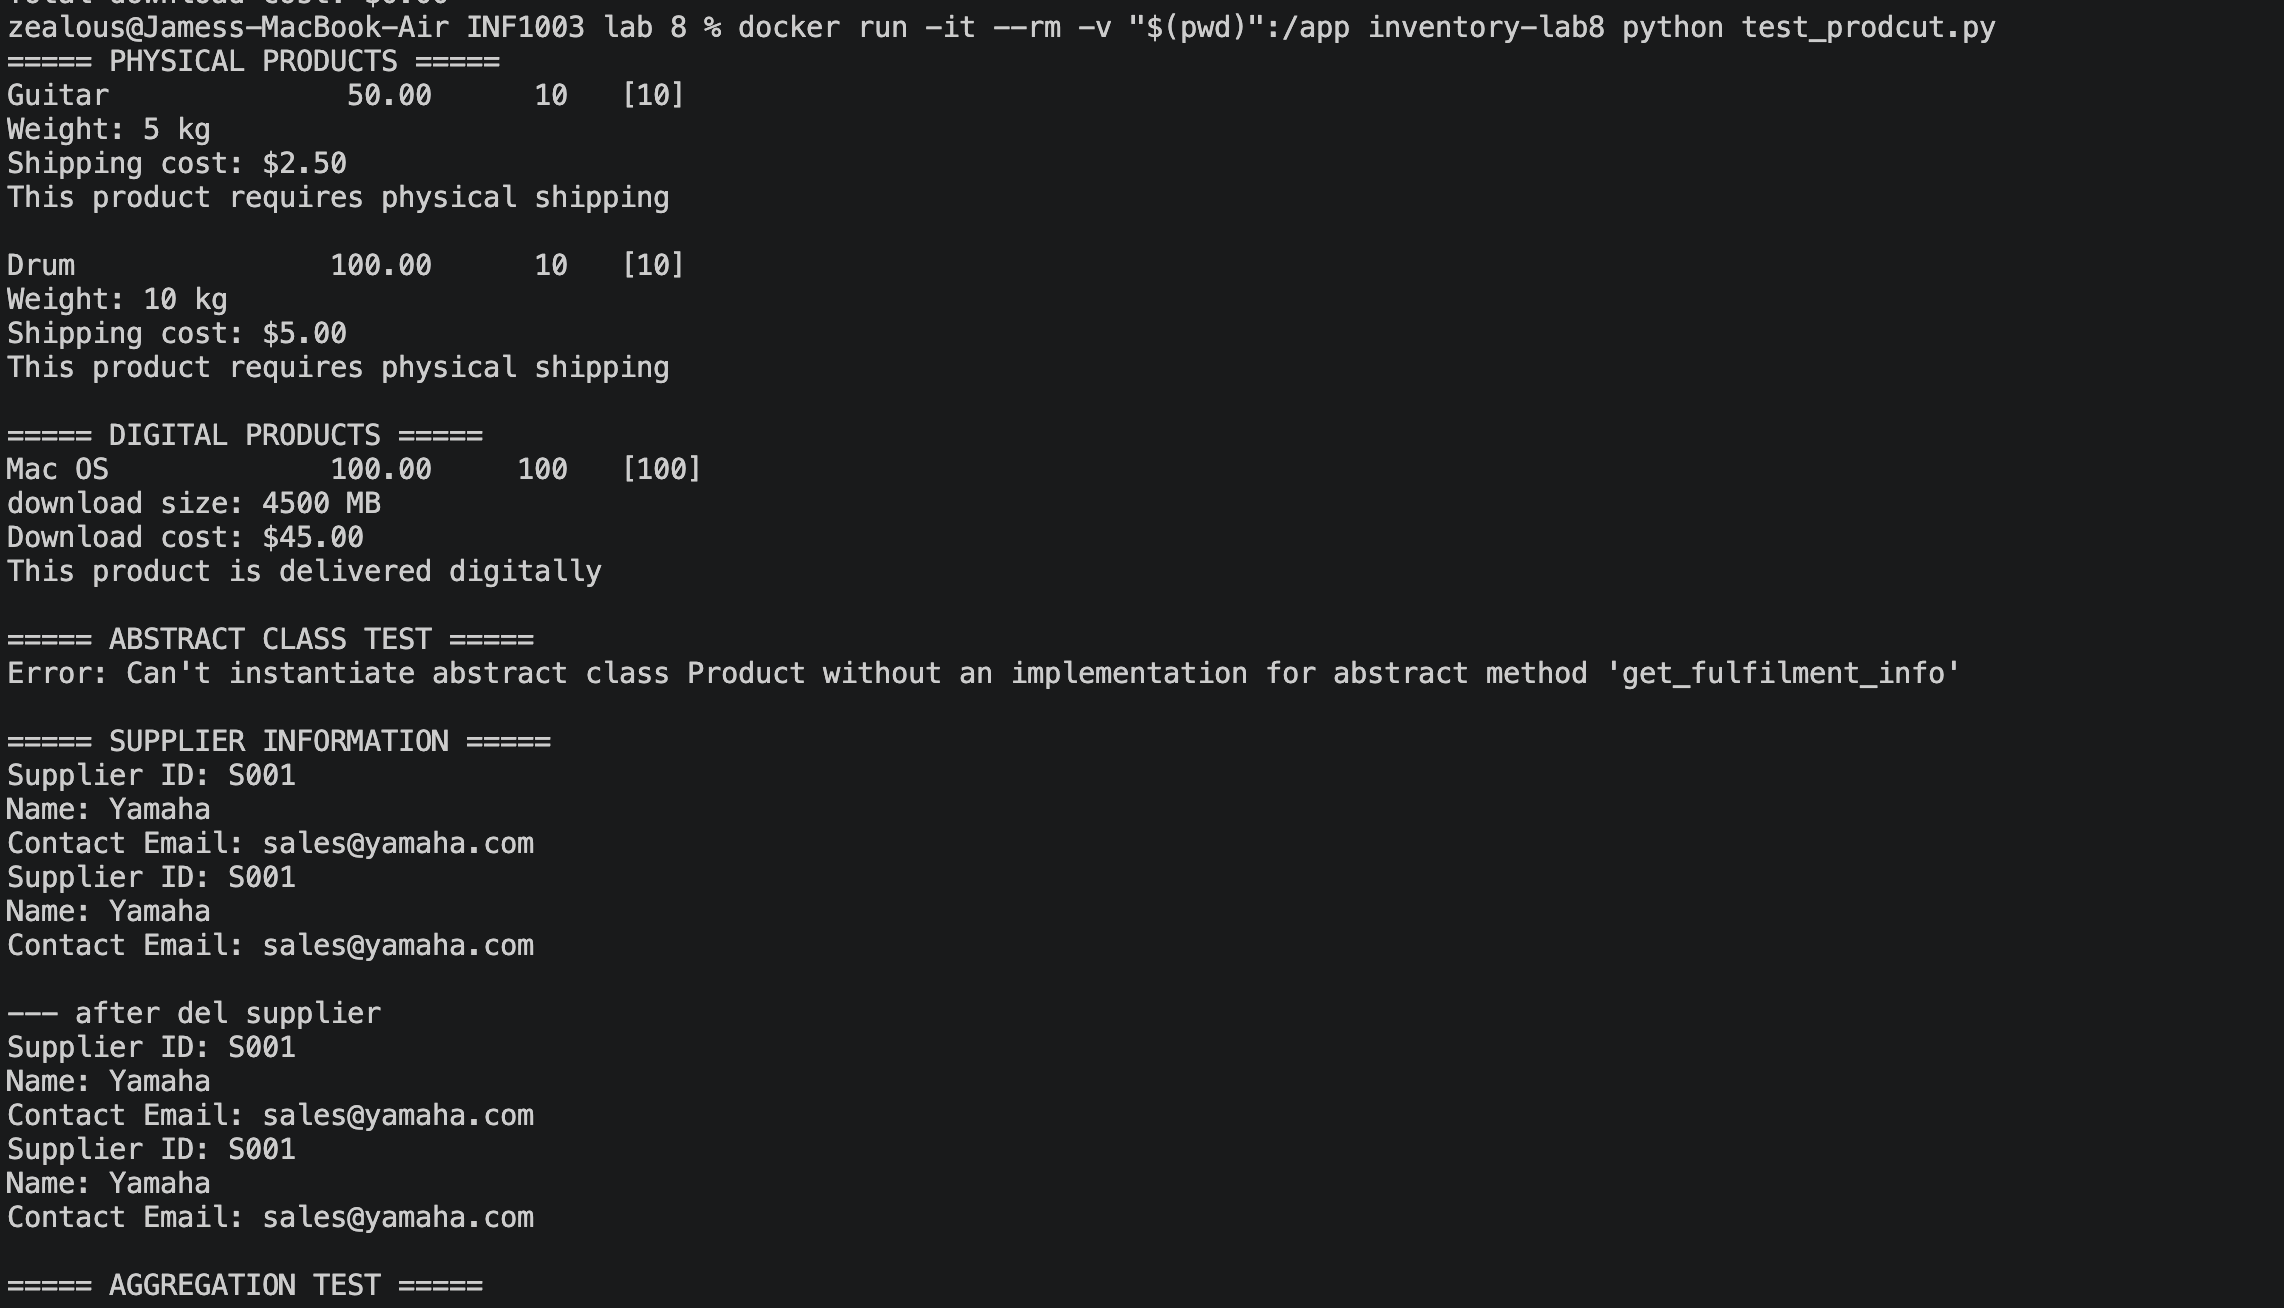 Total download cost: $0.00
zealous@Jamess-MacBook-Air INF1003 lab 8 % docker run -it --rm -v "$(pwd)":/app inventory-lab8 python test_prodcut.py
===== PHYSICAL PRODUCTS =====
Guitar              50.00      10   [10]
Weight: 5 kg
Shipping cost: $2.50
This product requires physical shipping

Drum               100.00      10   [10]
Weight: 10 kg
Shipping cost: $5.00
This product requires physical shipping

===== DIGITAL PRODUCTS =====
Mac OS             100.00     100   [100]
download size: 4500 MB
Download cost: $45.00
This product is delivered digitally

===== ABSTRACT CLASS TEST =====
Error: Can't instantiate abstract class Product without an implementation for abstract method 'get_fulfilment_info'

===== SUPPLIER INFORMATION =====
Supplier ID: S001
Name: Yamaha
Contact Email: sales@yamaha.com
Supplier ID: S001
Name: Yamaha
Contact Email: sales@yamaha.com

--- after del supplier
Supplier ID: S001
Name: Yamaha
Contact Email: sales@yamaha.com
Supplier ID: S001
Name: Yamaha
Contact Email: sales@yamaha.com

===== AGGREGATION TEST =====